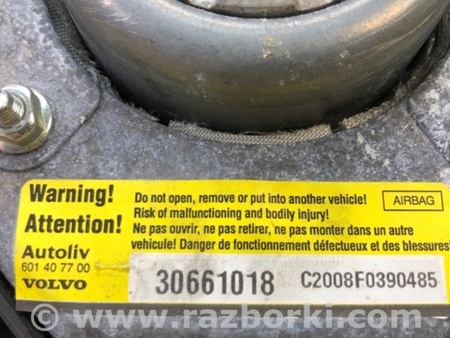 Warning!
Attention!
Do not open, remove or put into another vehicle!
Risk of malfunctioning and bodily injury!
Ne pas ouvrir, ne pas retirer, ne pas monter dans un autre
vehicule! Danger de fonctionnement défectueux et des blessures
AIRBAG
Autoliv
601 40 77 00
VOLVO
30661018
C2008F0390485
www.razborki.com